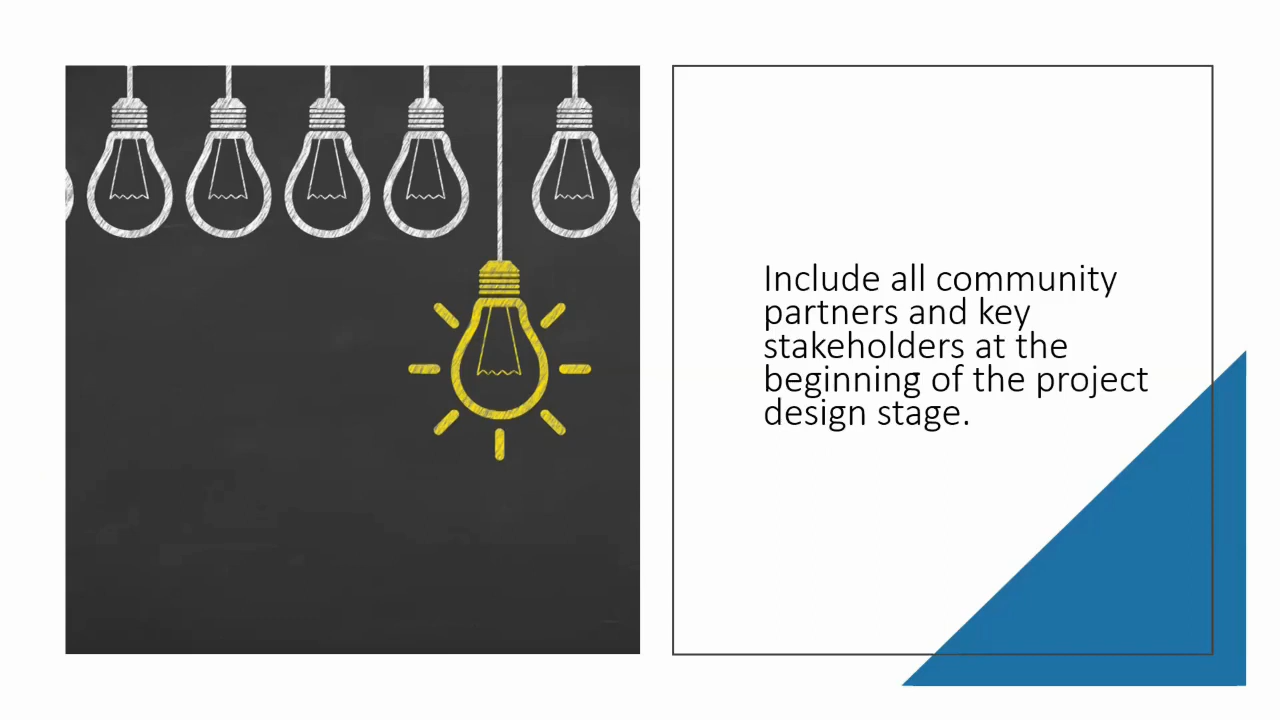 Include all community
partners and key
stakeholders at the
beginning of the project
design stage.